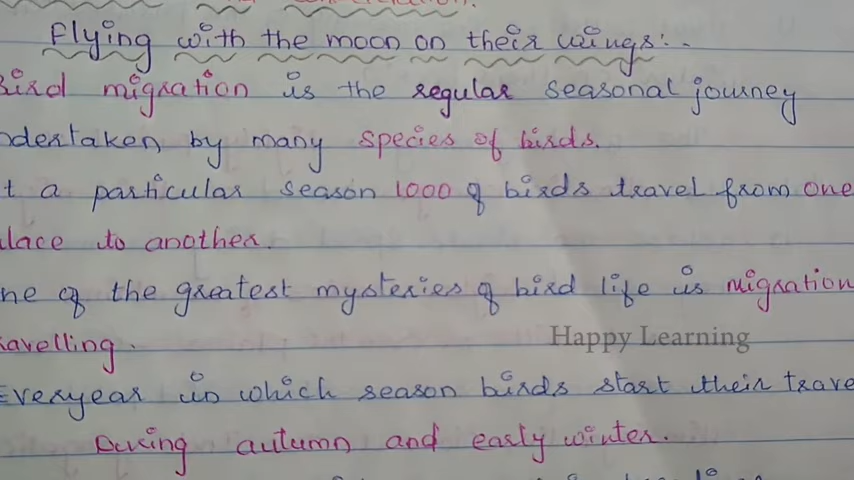 Flying with the moon on their wings:-
Bird migration is the regular seasonal journey
ndertaken by many species of birds.
t a particular season 1000 of birds travel from one
lace to another.
ne of the greatest mysteries of bird life is migration
ravelling.
Happy Learning
Everyear in which season birds start their trave
During autumn and early winter.